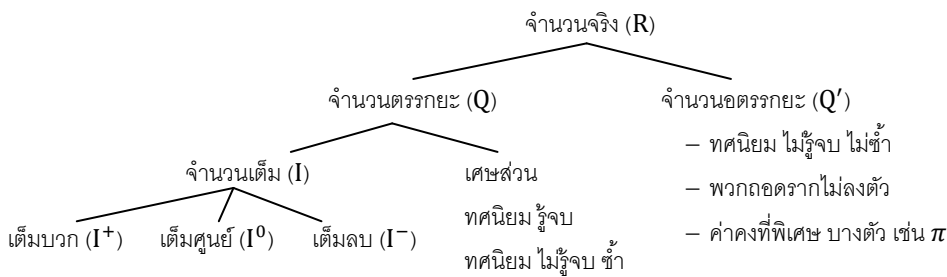 จำนวนจริง (R)
จำนวนตรรกยะ (Q)
จำนวนอตรรกยะ (Q′)
– ทศนิยม ไม่รู้จบ ไม่ซ้ำ
จำนวนเต็ม (I)
เศษส่วน
– พวกถอดรากไม่ลงตัว
ทศนิยม รู้จบ
เต็มบวก (I⁺)
เต็มศูนย์ (I⁰)
เต็มลบ (I⁻)
– ค่าคงที่พิเศษ บางตัว เช่น π
ทศนิยม ไม่รู้จบ ซ้ำ